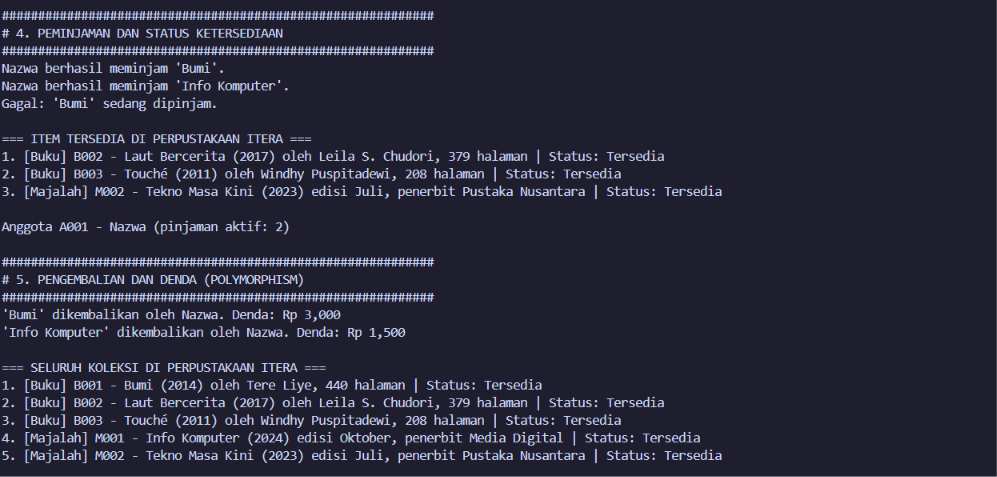 ############################################################
# 4. PEMINJAMAN DAN STATUS KETERSEDIAAN
############################################################
Nazwa berhasil meminjam 'Bumi'.
Nazwa berhasil meminjam 'Info Komputer'.
Gagal: 'Bumi' sedang dipinjam.

=== ITEM TERSEDIA DI PERPUSTAKAAN ITERA ===
1. [Buku] B002 - Laut Bercerita (2017) oleh Leila S. Chudori, 379 halaman | Status: Tersedia
2. [Buku] B003 - Touché (2011) oleh Windhy Puspitadewi, 208 halaman | Status: Tersedia
3. [Majalah] M002 - Tekno Masa Kini (2023) edisi Juli, penerbit Pustaka Nusantara | Status: Tersedia

Anggota A001 - Nazwa (pinjaman aktif: 2)

############################################################
# 5. PENGEMBALIAN DAN DENDA (POLYMORPHISM)
############################################################
'Bumi' dikembalikan oleh Nazwa. Denda: Rp 3,000
'Info Komputer' dikembalikan oleh Nazwa. Denda: Rp 1,500

=== SELURUH KOLEKSI DI PERPUSTAKAAN ITERA ===
1. [Buku] B001 - Bumi (2014) oleh Tere Liye, 440 halaman | Status: Tersedia
2. [Buku] B002 - Laut Bercerita (2017) oleh Leila S. Chudori, 379 halaman | Status: Tersedia
3. [Buku] B003 - Touché (2011) oleh Windhy Puspitadewi, 208 halaman | Status: Tersedia
4. [Majalah] M001 - Info Komputer (2024) edisi Oktober, penerbit Media Digital | Status: Tersedia
5. [Majalah] M002 - Tekno Masa Kini (2023) edisi Juli, penerbit Pustaka Nusantara | Status: Tersedia